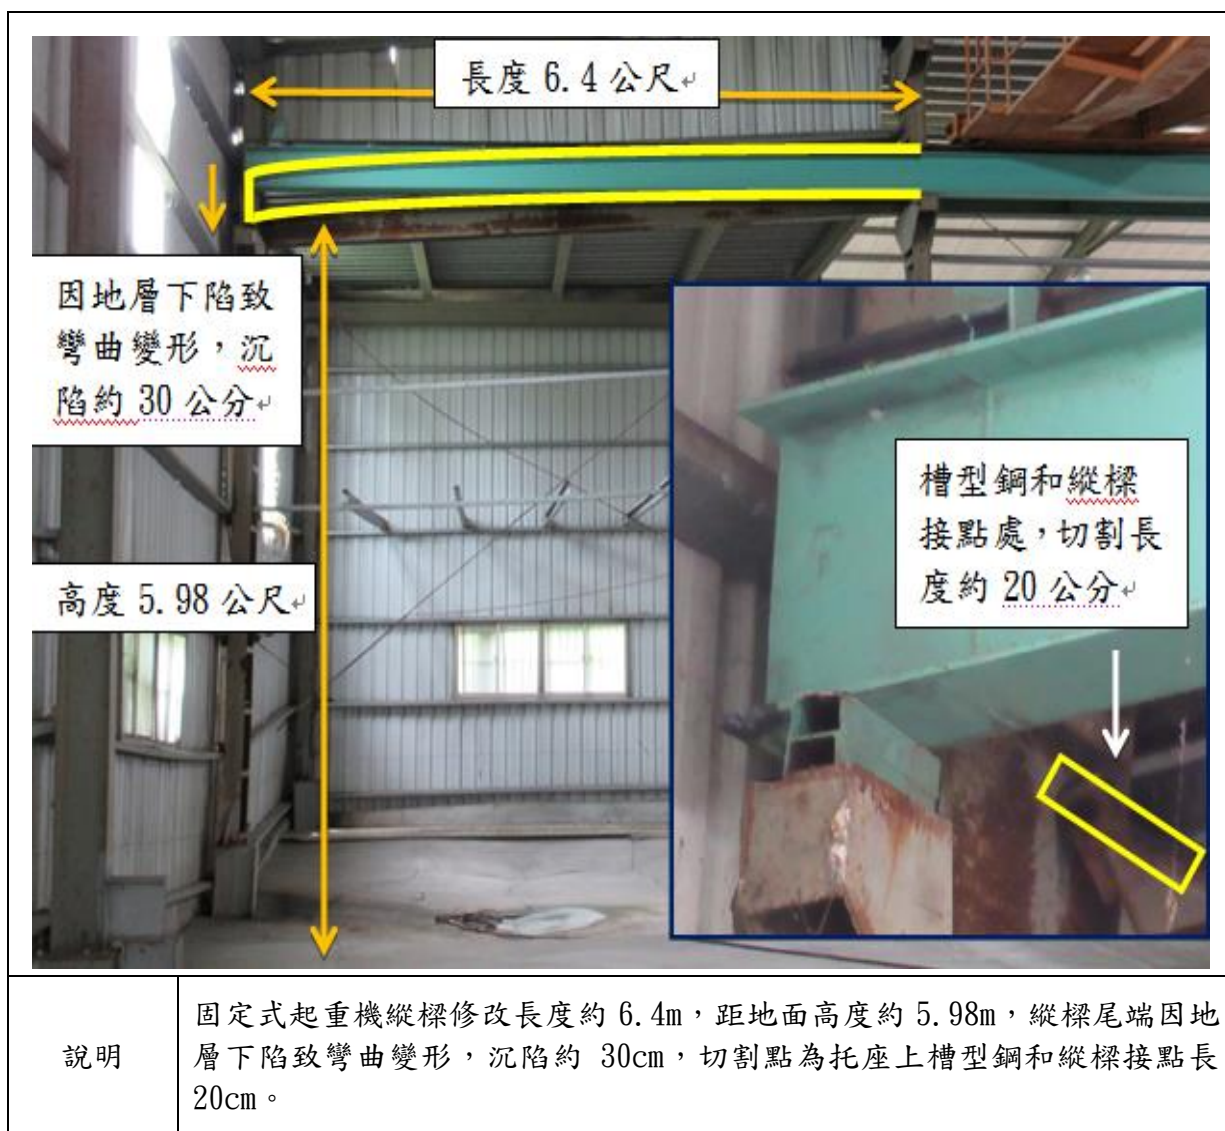 長度 6.4 公尺
因地層下陷致
彎曲變形，沉
陷約 30 公分
槽型鋼和縱樑
接點處，切割長
度約 20 公分
高度 5.98 公尺
說明
固定式起重機縱樑修改長度約 6.4m，距地面高度約 5.98m，縱樑尾端因地
層下陷致彎曲變形，沉陷約 30cm，切割點為托座上槽型鋼和縱樑接點長
20cm。